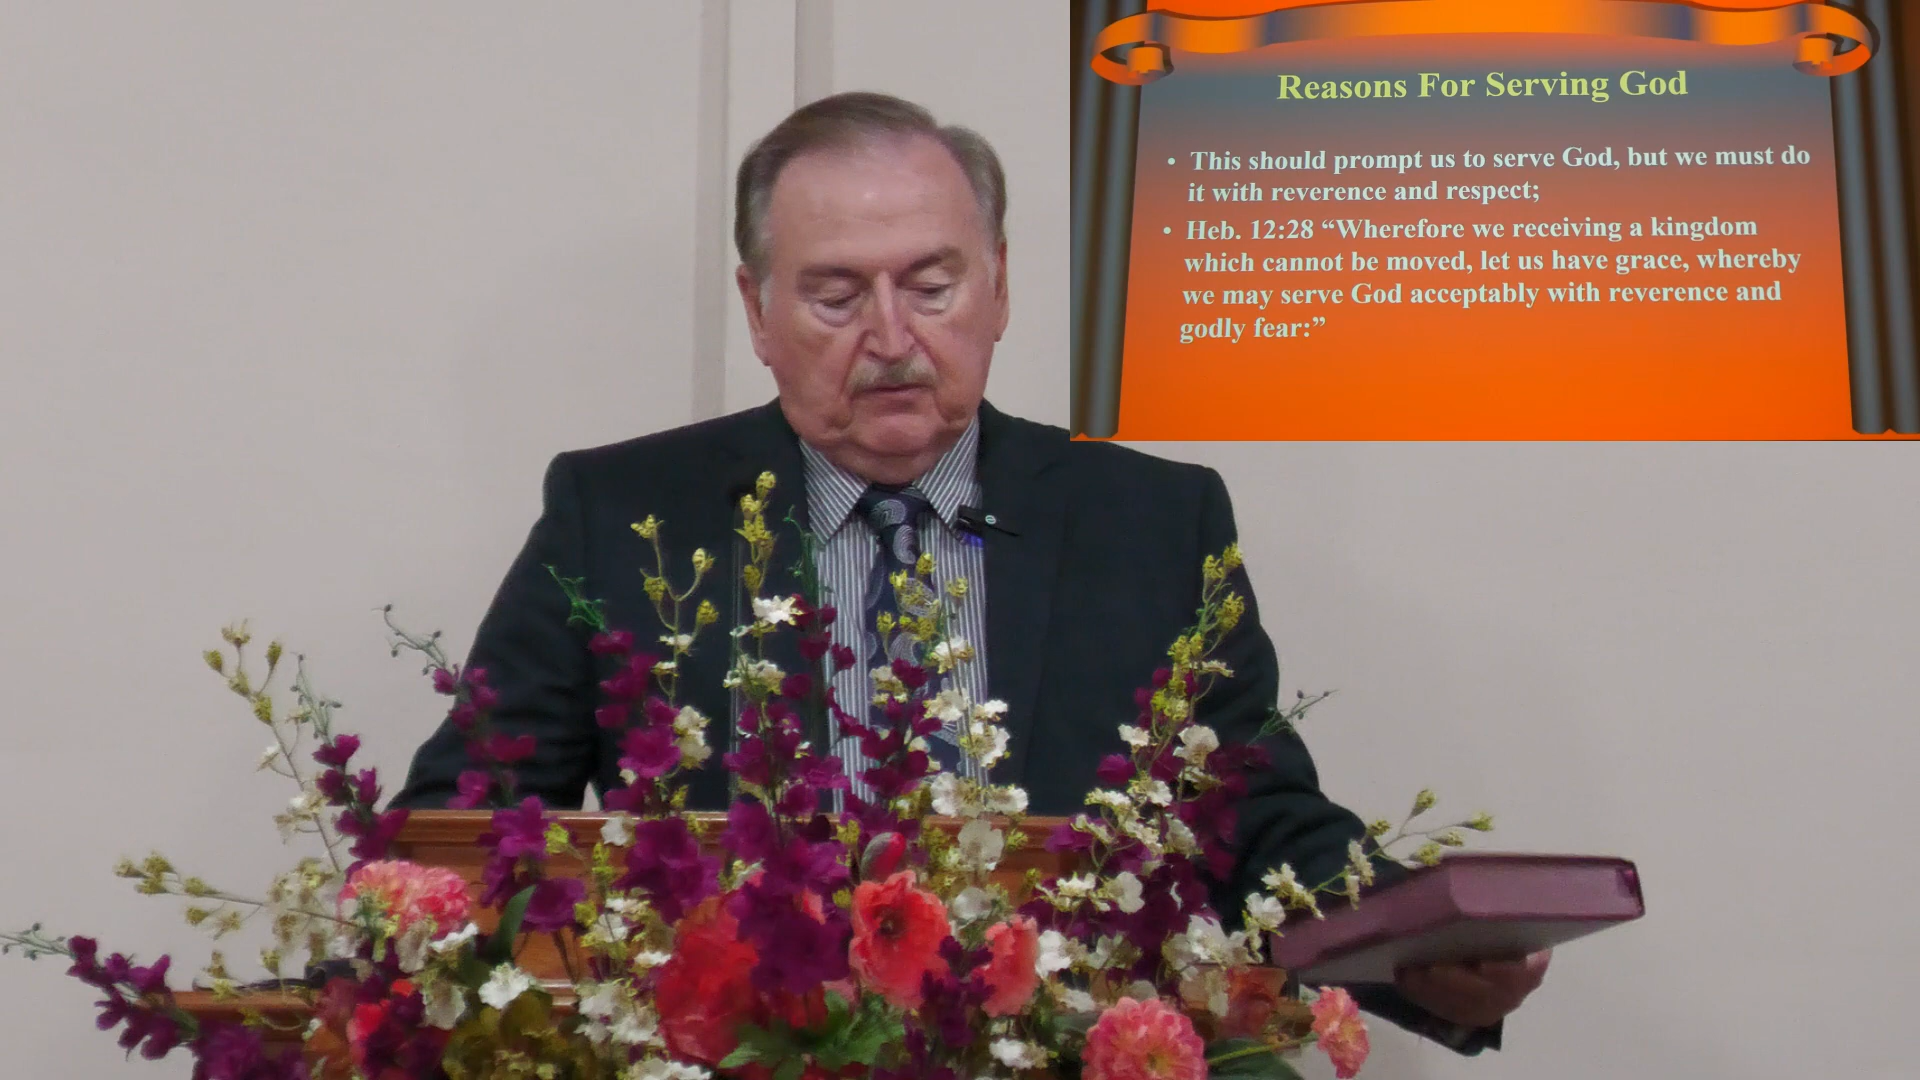 Reasons For Serving God
• This should prompt us to serve God, but we must do
it with reverence and respect;
• Heb. 12:28 “Wherefore we receiving a kingdom
which cannot be moved, let us have grace, whereby
we may serve God acceptably with reverence and
godly fear:”